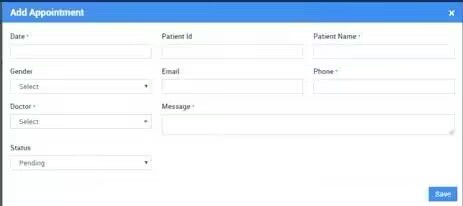 Add Appointment ×
Date * Patient Id Patient Name *
Gender Email Phone *
Select
Doctor * Message *
Select
Status
Pending
Save